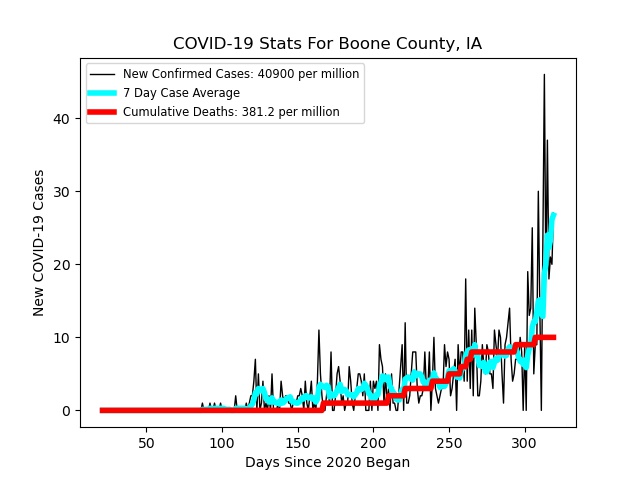 COVID-19 Stats For Boone County, IA
New Confirmed Cases: 40900 per million
7 Day Case Average
Cumulative Deaths: 381.2 per million
New COVID-19 Cases
40
30
20
10
0
50 100 150 200 250 300
Days Since 2020 Began